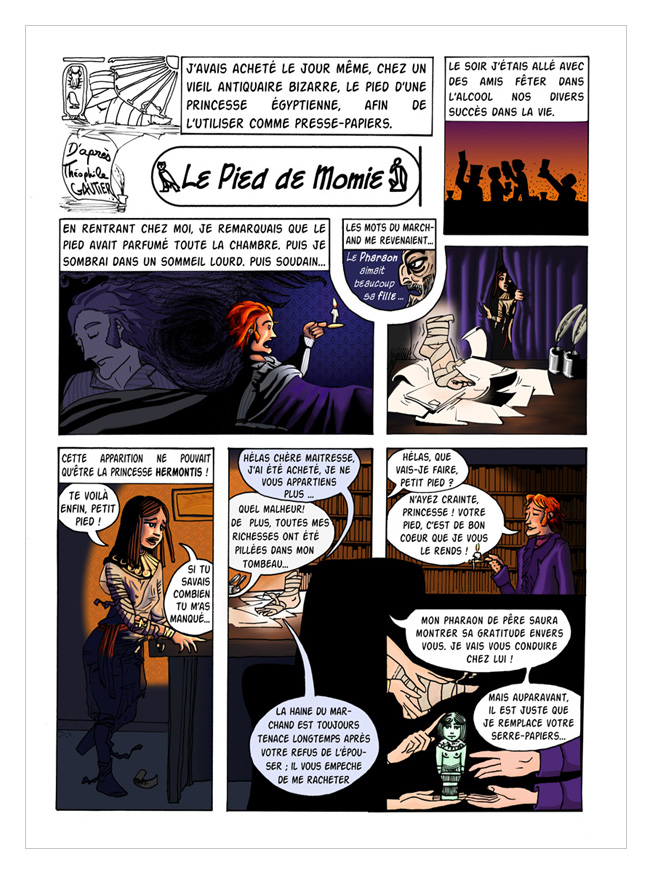 J'AVAIS ACHETÉ LE JOUR MÊME, CHEZ UN
VIEIL ANTIQUAIRE BIZARRE, LE PIED D'UNE
PRINCESSE ÉGYPTIENNE, AFIN DE
L'UTILISER COMME PRESSE-PAPIERS.
LE SOIR J'ÉTAIS ALLÉ AVEC
DES AMIS FÊTER DANS
L'ALCOOL NOS DIVERS
SUCCÈS DANS LA VIE.
D'après
Théophile
GAUTIER
Le Pied de Momie
EN RENTRANT CHEZ MOI, JE REMARQUAIS QUE LE
PIED AVAIT PARFUMÉ TOUTE LA CHAMBRE. PUIS JE
SOMBRAI DANS UN SOMMEIL LOURD. PUIS SOUDAIN...
LES MOTS DU MARCH-
AND ME REVENAIENT...
Le Pharaon
aimait
beaucoup
sa fille...
CETTE APPARITION NE POUVAIT
QU'ÊTRE LA PRINCESSE HERMONTIS !
TE VOILÀ
ENFIN, PETIT
PIED !
SI TU
SAVAIS
COMBIEN
TU M'AS
MANQUÉ...
HÉLAS CHÈRE MAITRESSE,
J'AI ÉTÉ ACHETÉ, JE NE
VOUS APPARTIENS
PLUS ...
QUEL MALHEUR!
DE PLUS, TOUTES MES
RICHESSES ONT ÉTÉ
PILLÉES DANS MON
TOMBEAU...
LA HAINE DU MAR-
CHAND EST TOUJOURS
TENACE LONGTEMPS APRÈS
VOTRE REFUS DE L'ÉPOU-
SER ; IL VOUS EMPECHE
DE ME RACHETER
HÉLAS, QUE
VAIS-JE FAIRE,
PETIT PIED ?
N'AYEZ CRAINTE,
PRINCESSE ! VOTRE
PIED, C'EST DE BON
COEUR QUE JE VOUS
LE RENDS !
MON PHARAON DE PÈRE SAURA
MONTRER SA GRATITUDE ENVERS
VOUS. JE VAIS VOUS CONDUIRE
CHEZ LUI !
MAIS AUPARAVANT,
IL EST JUSTE QUE
JE REMPLACE VOTRE
SERRE-PAPIERS...